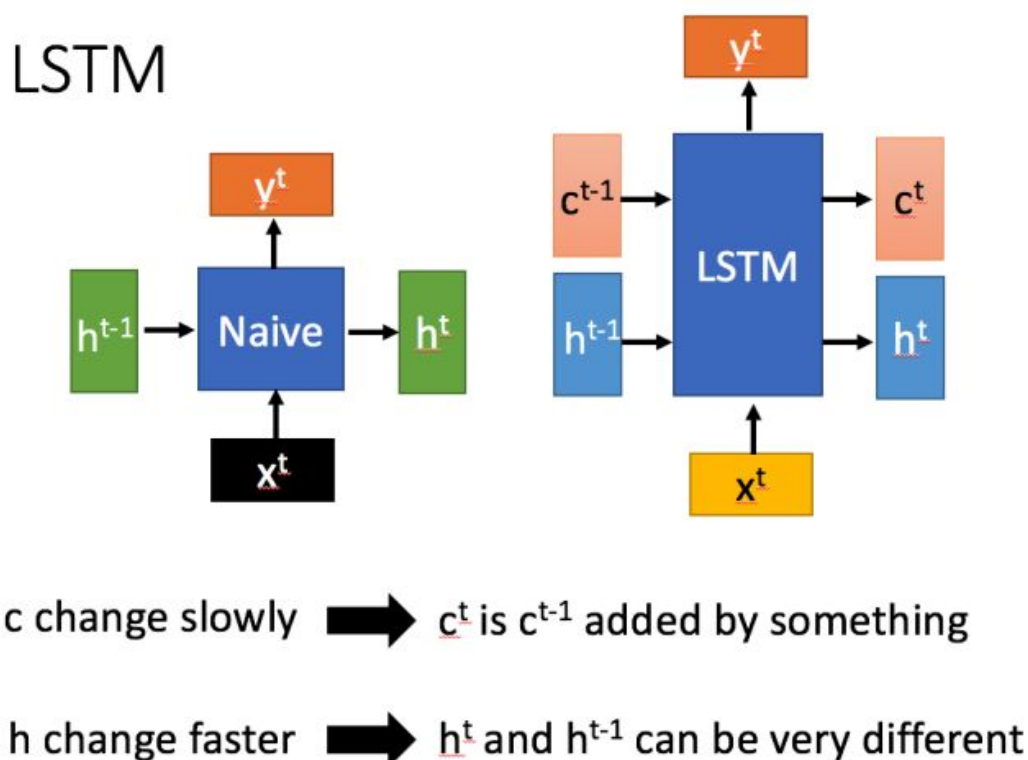 LSTM
yᵗ
hᵗ⁻¹
Naive
hᵗ
xᵗ
yᵗ
cᵗ⁻¹
cᵗ
LSTM
hᵗ⁻¹
hᵗ
xᵗ
c change slowly cᵗ is cᵗ⁻¹ added by something
h change faster hᵗ and hᵗ⁻¹ can be very different